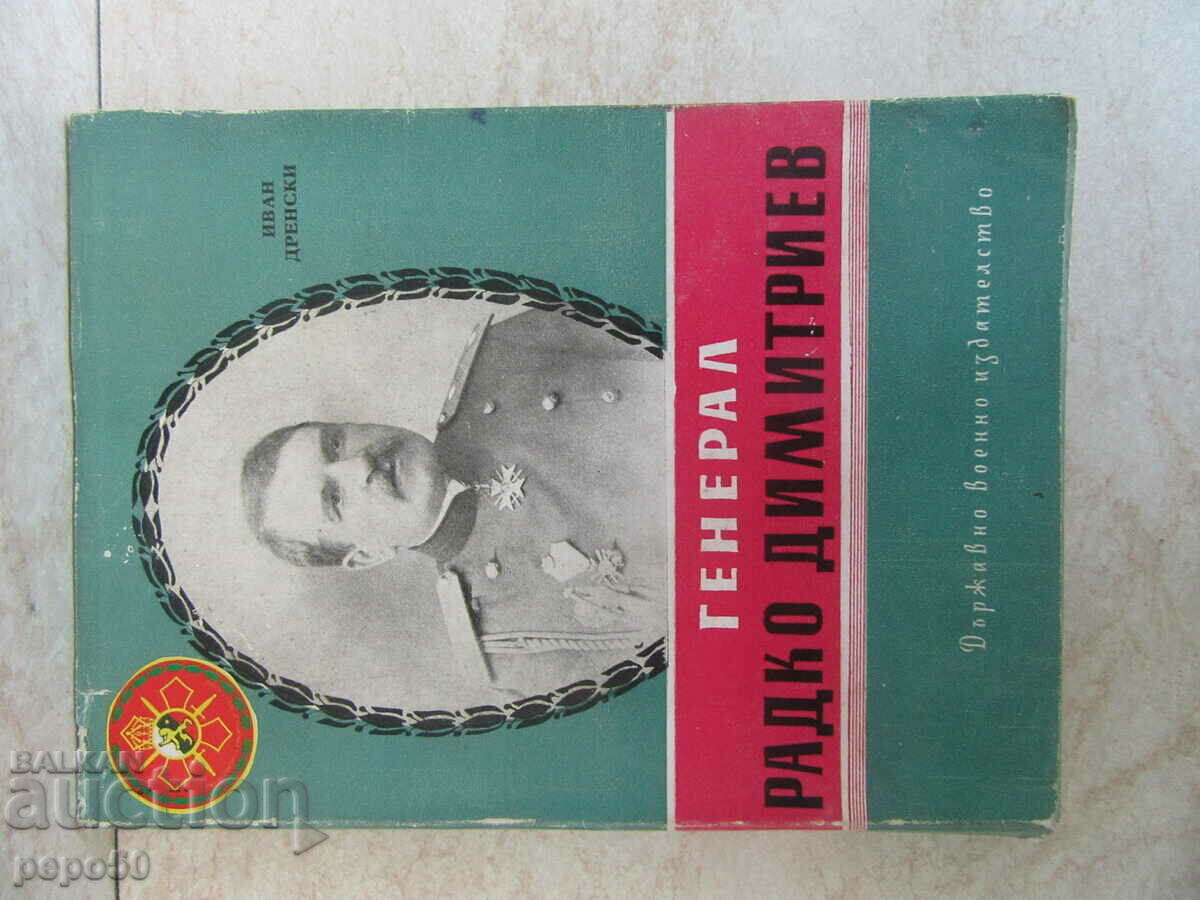 ИВАН
ДРЕНСКИ
ГЕНЕРАЛ
РАДКО ДИМИТРИЕВ
Държавно военно издателство
BALKAN
auction
pepo50